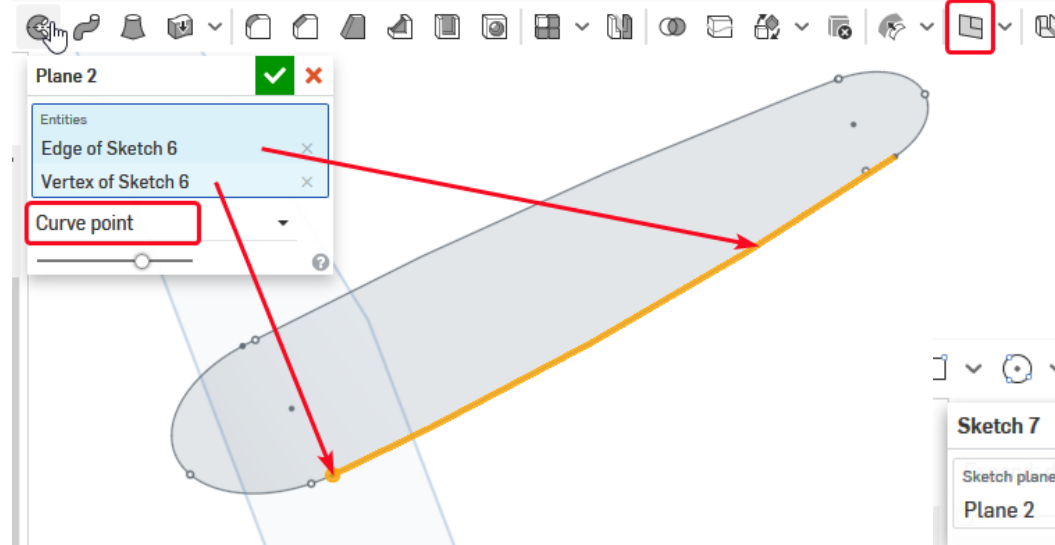 Plane 2
Entities
Edge of Sketch 6
Vertex of Sketch 6
Curve point
Sketch 7
Sketch plane
Plane 2